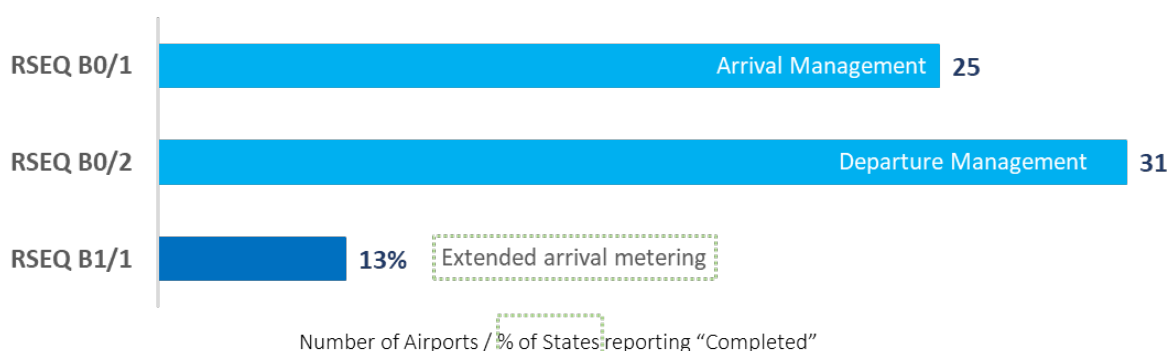 RSEQ B0/1 Arrival Management 25
RSEQ B0/2 Departure Management 31
RSEQ B1/1 13% Extended arrival metering
Number of Airports / % of States reporting “Completed”